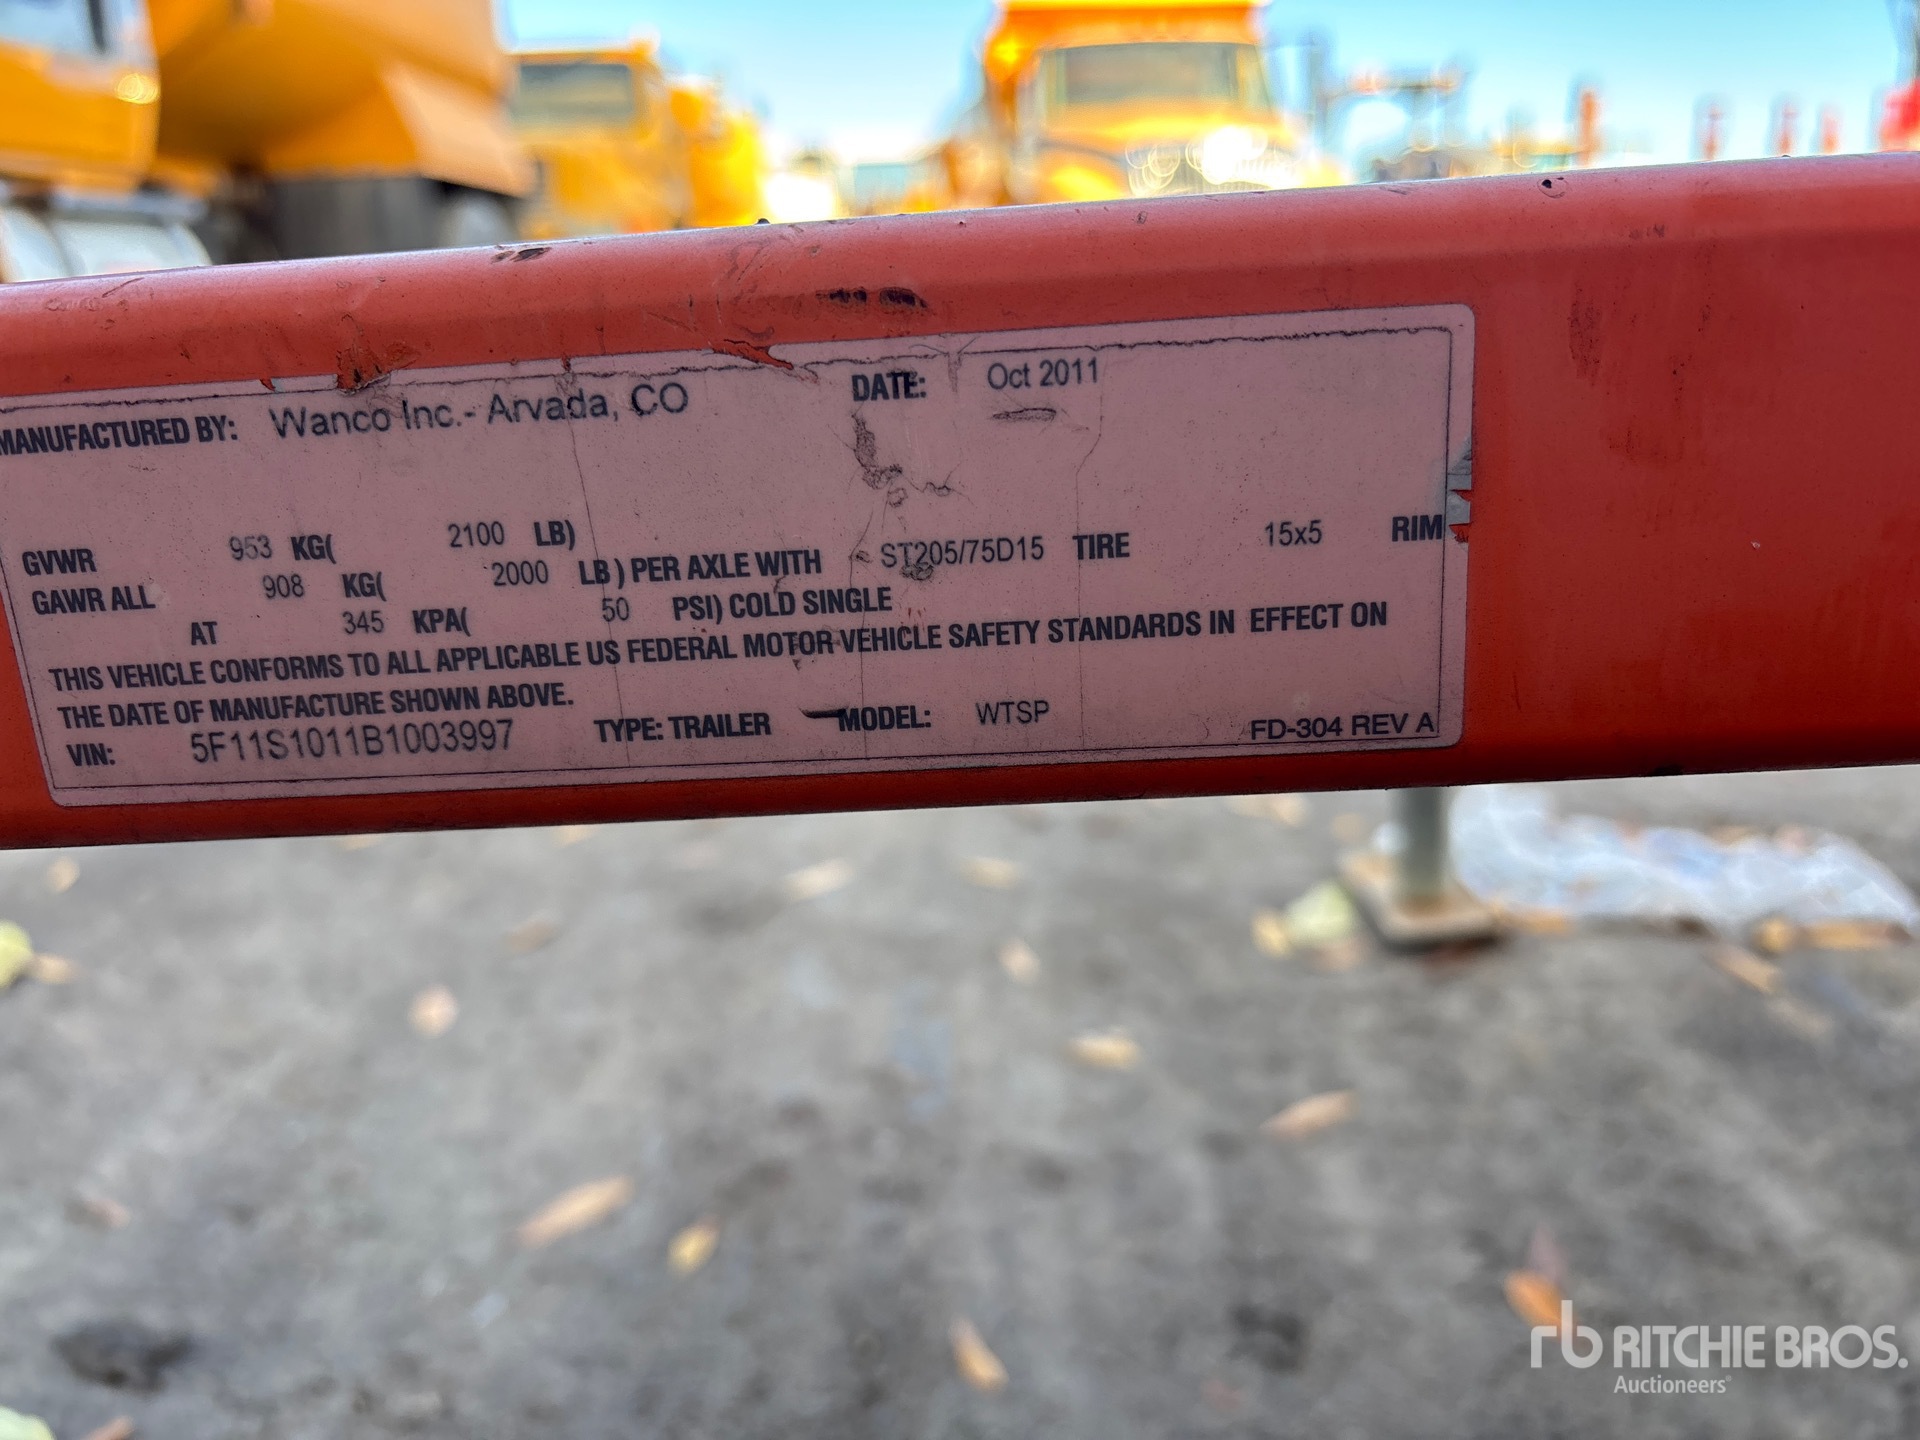 MANUFACTURED BY: Wanco Inc.- Arvada, CO DATE: Oct 2011
GVWR 953 KG( 2100 LB)
GAWR ALL 908 KG( 2000 LB) PER AXLE WITH ST205/75D15 TIRE 15x5 RIM
AT 345 KPA( 50 PSI) COLD SINGLE
THIS VEHICLE CONFORMS TO ALL APPLICABLE US FEDERAL MOTOR VEHICLE SAFETY STANDARDS IN EFFECT ON
THE DATE OF MANUFACTURE SHOWN ABOVE.
VIN: 5F11S1011B1003997 TYPE: TRAILER MODEL: WTSP FD-304 REV A
rb RITCHIE BROS.
Auctioneers